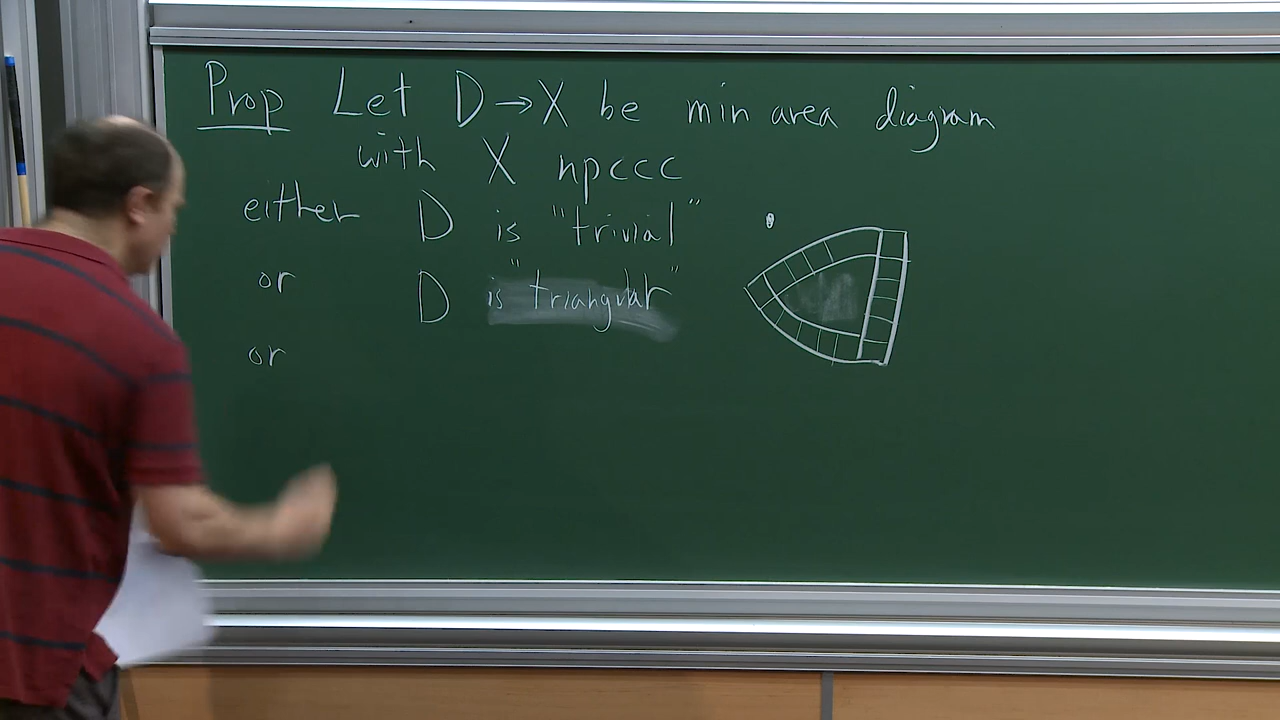 Prop Let D → X be min area diagram
with X npccc
either D is "trivial"
or D is "triangular"
or